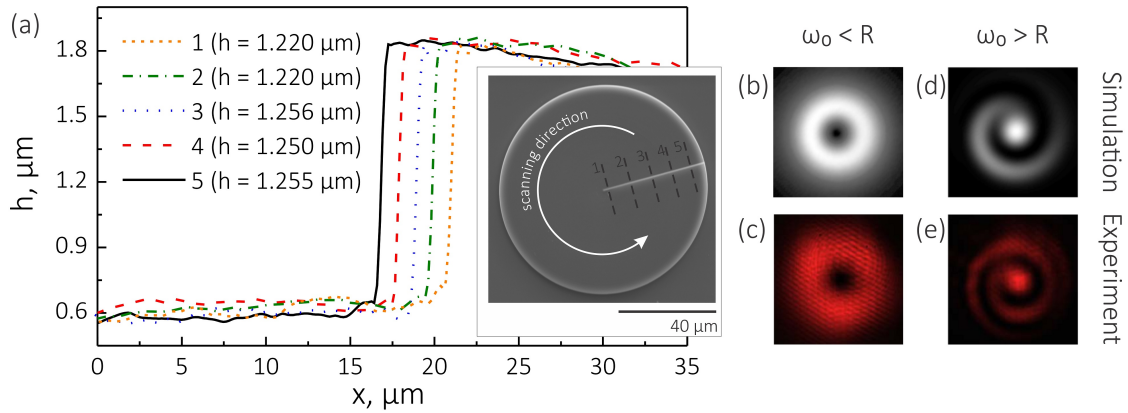 (a)
h, μm
1.8
1.5
1.2
0.9
0.6
1 (h = 1.220 μm)
2 (h = 1.220 μm)
3 (h = 1.256 μm)
4 (h = 1.250 μm)
5 (h = 1.255 μm)
scanning direction
1 2 3 4 5
40 μm
0 5 10 15 20 25 30 35
x, μm
ω₀ < R
ω₀ > R
(b)
(d)
Simulation
(c)
(e)
Experiment